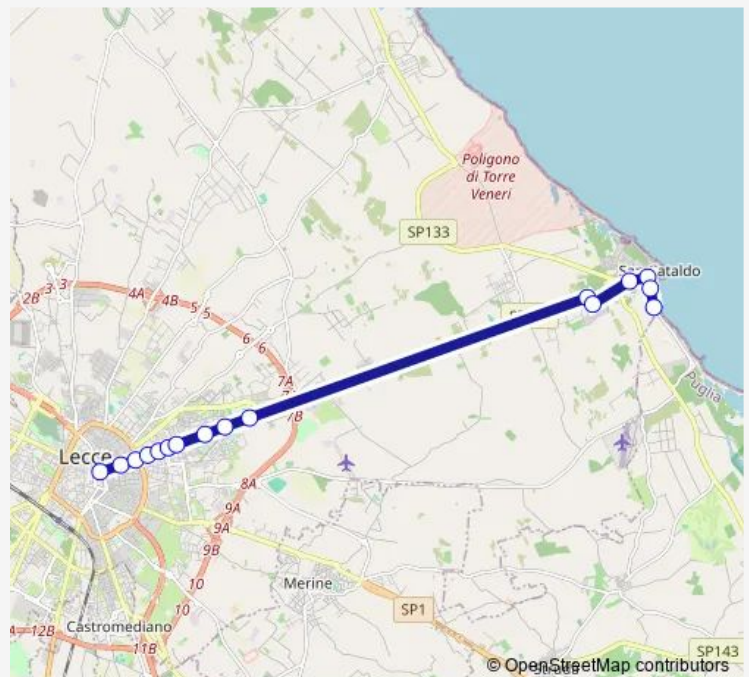 Poligono
di Torre
Veneri
SP133
San Cataldo
2B
3
3
4A
4B
5
5
6
6
7A
7
7B
Puglia
Lecce
8A
9A
9A
9B
10
10
Merine
SP1
Castromediano
12B
11B
SP143
© OpenStreetMap contributors